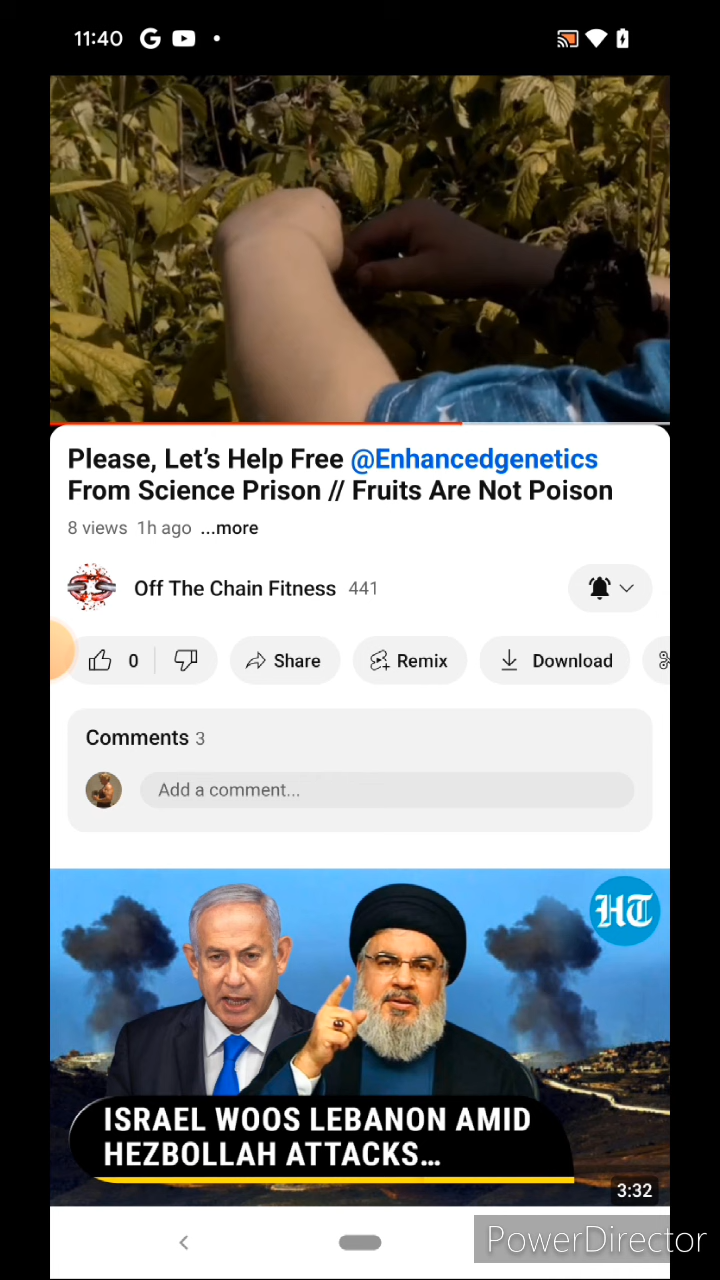 11:40
Please, Let's Help Free @Enhancedgenetics
From Science Prison // Fruits Are Not Poison
8 views 1h ago ...more
Off The Chain Fitness 441
0 Share Remix Download
Comments 3
Add a comment...
HT
ISRAEL WOOS LEBANON AMID
HEZBOLLAH ATTACKS...
3:32
PowerDirector